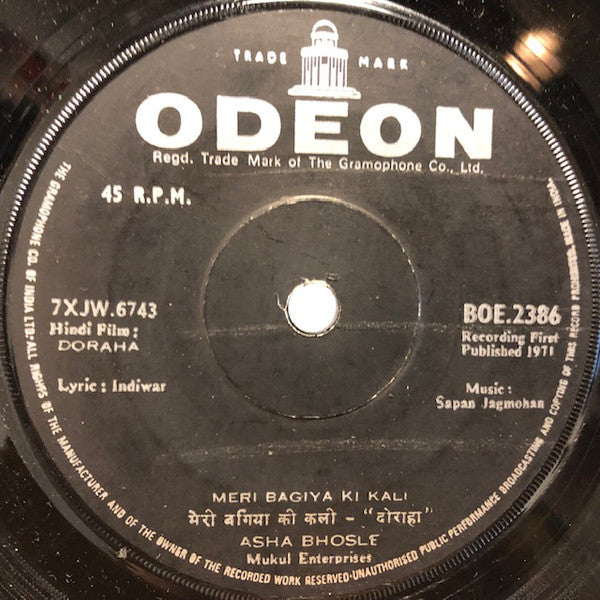 TRADE MARK
ODEON
Regd. Trade Mark of The Gramophone Co., Ltd.
45 R.P.M.
7XJW.6743
Hindi Film :
DORAHA
Lyric : Indiwar
BOE.2386
Recording First
Published 1971
Music :
Sapan Jagmohan
MERI BAGIYA KI KALI
मेरी बगिया की कली - "दोराहा"
ASHA BHOSLE
Mukul Enterprises
THE GRAMOPHONE CO. OF INDIA LTD-ALL RIGHTS OF THE MANUFACTURER AND OF THE OWNER OF THE RECORDED WORK RESERVED-UNAUTHORISED PUBLIC PERFORMANCE BROADCASTING AND COPYING OF THIS RECORD PROHIBITED. MADE IN INDIA